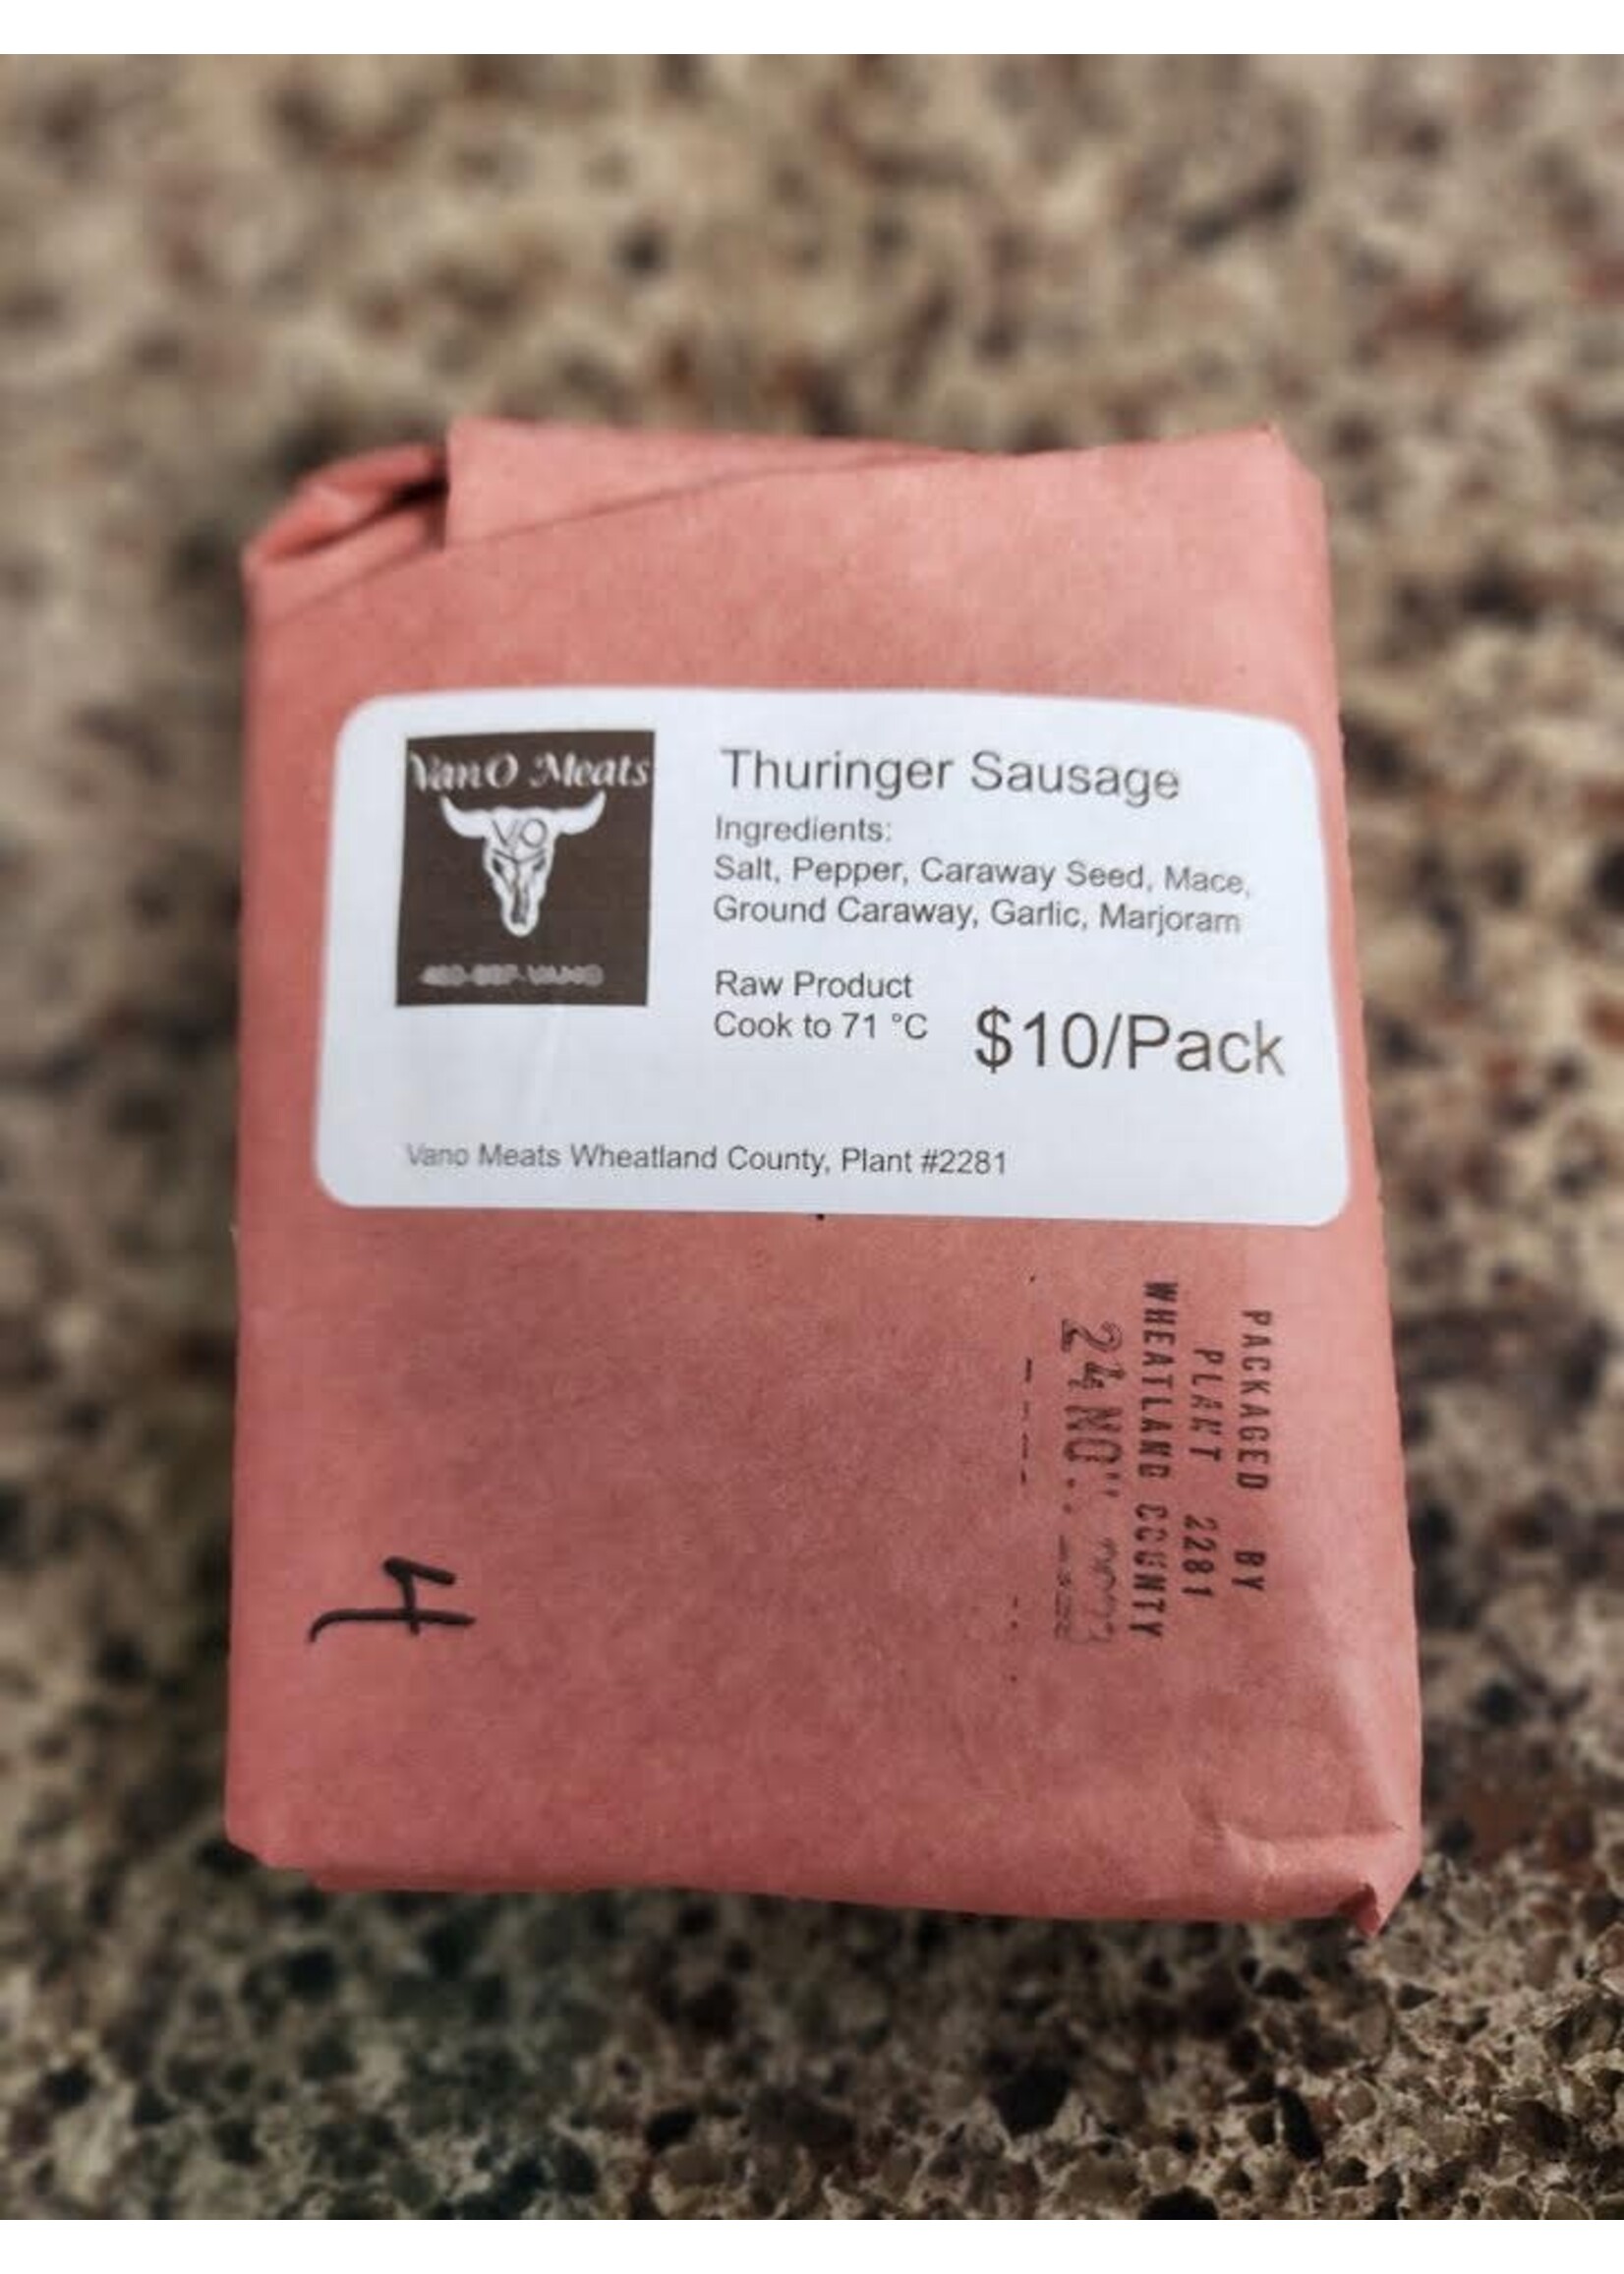 VanO Meats
VO
Thuringer Sausage
Ingredients:
Salt, Pepper, Caraway Seed, Mace,
Ground Caraway, Garlic, Marjoram
Raw Product
Cook to 71 °C
$10/Pack
Vano Meats Wheatland County, Plant #2281
PACKAGED BY
PLANT 2281
WHEATLAND COUNTY
24
4